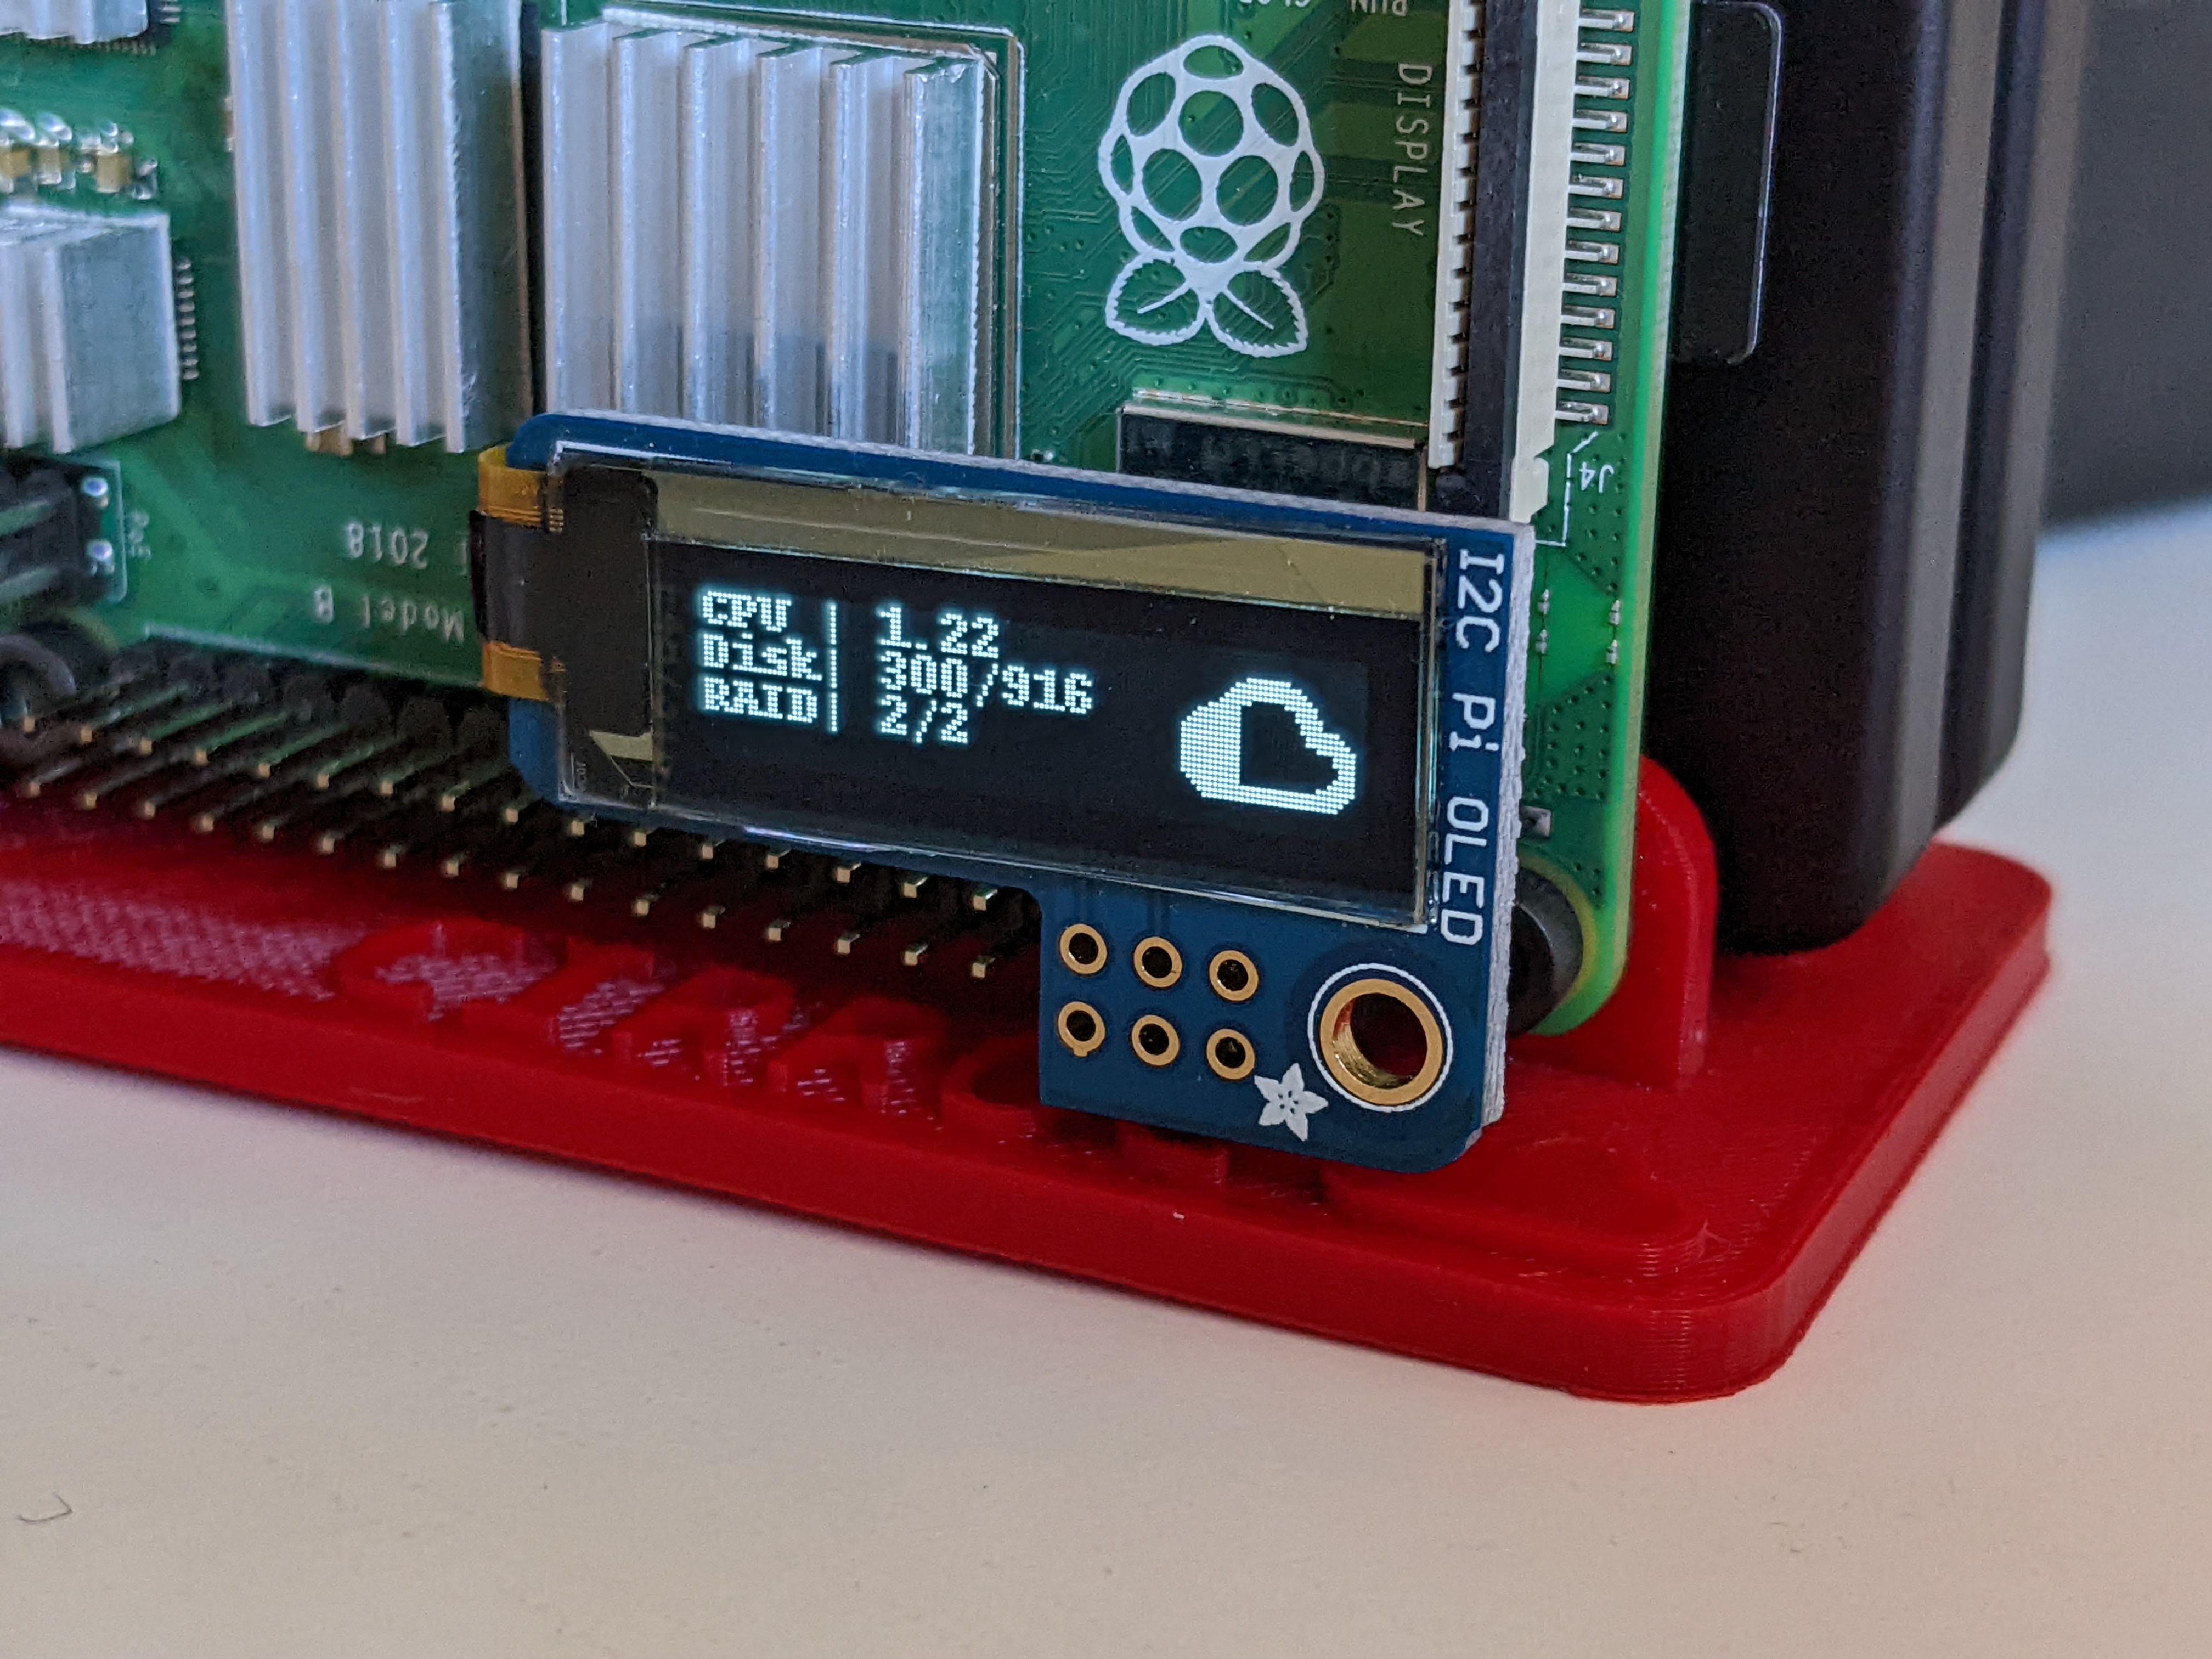 DISPLAY
J4
2018
Model B
CPU | 1.22
Disk | 300/916
RAID | 2/2
I2C Pi OLED